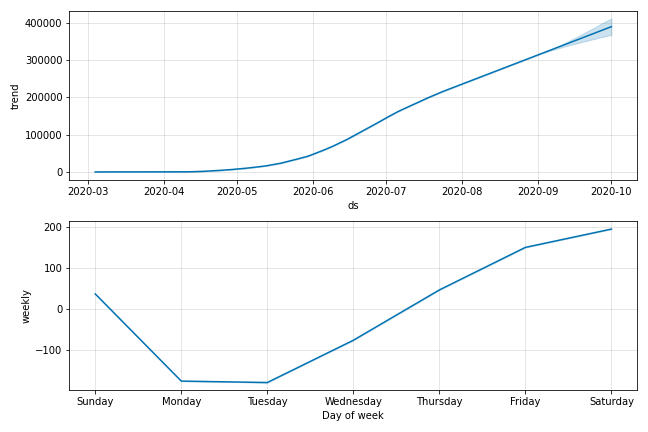 400000
300000
200000
100000
0
trend
2020-03 2020-04 2020-05 2020-06 2020-07 2020-08 2020-09 2020-10
ds
200
100
0
−100
weekly
Sunday Monday Tuesday Wednesday Thursday Friday Saturday
Day of week